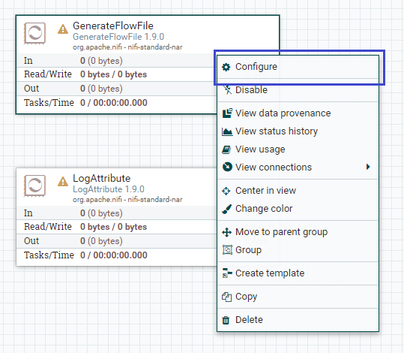 GenerateFlowFile
GenerateFlowFile 1.9.0
org.apache.nifi - nifi-standard-nar
In 0 (0 bytes)
Read/Write 0 bytes / 0 bytes
Out 0 (0 bytes)
Tasks/Time 0 / 00:00:00.000
LogAttribute
LogAttribute 1.9.0
org.apache.nifi - nifi-standard-nar
In 0 (0 bytes)
Read/Write 0 bytes / 0 bytes
Out 0 (0 bytes)
Tasks/Time 0 / 00:00:00.000
Configure
Disable
View data provenance
View status history
View usage
View connections
Center in view
Change color
Move to parent group
Group
Create template
Copy
Delete